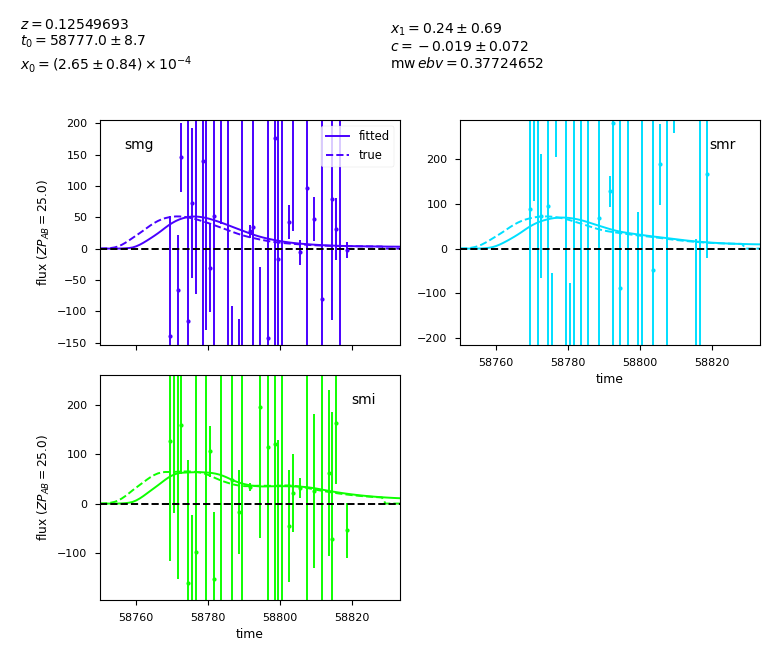 z = 0.12549693
t₀ = 58777.0 ± 8.7
x₀ = (2.65 ± 0.84) × 10⁻⁴
x₁ = 0.24 ± 0.69
c = −0.019 ± 0.072
mw ebv = 0.37724652
smg
fitted
true
200
150
100
50
0
−50
−100
−150
flux (ZP_AB = 25.0)
smr
200
100
0
−100
−200
58760 58780 58800 58820
time
smi
200
100
0
−100
flux (ZP_AB = 25.0)
58760 58780 58800 58820
time